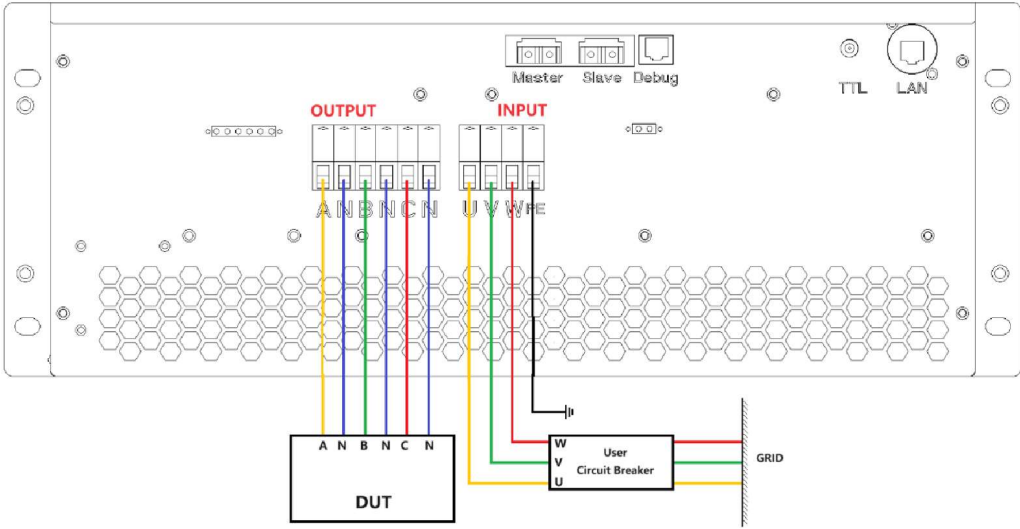 Master Slave Debug
TTL LAN
OUTPUT INPUT
A N B N C N U V W PE
A N B N C N
DUT
W
V
U
User
Circuit Breaker
GRID